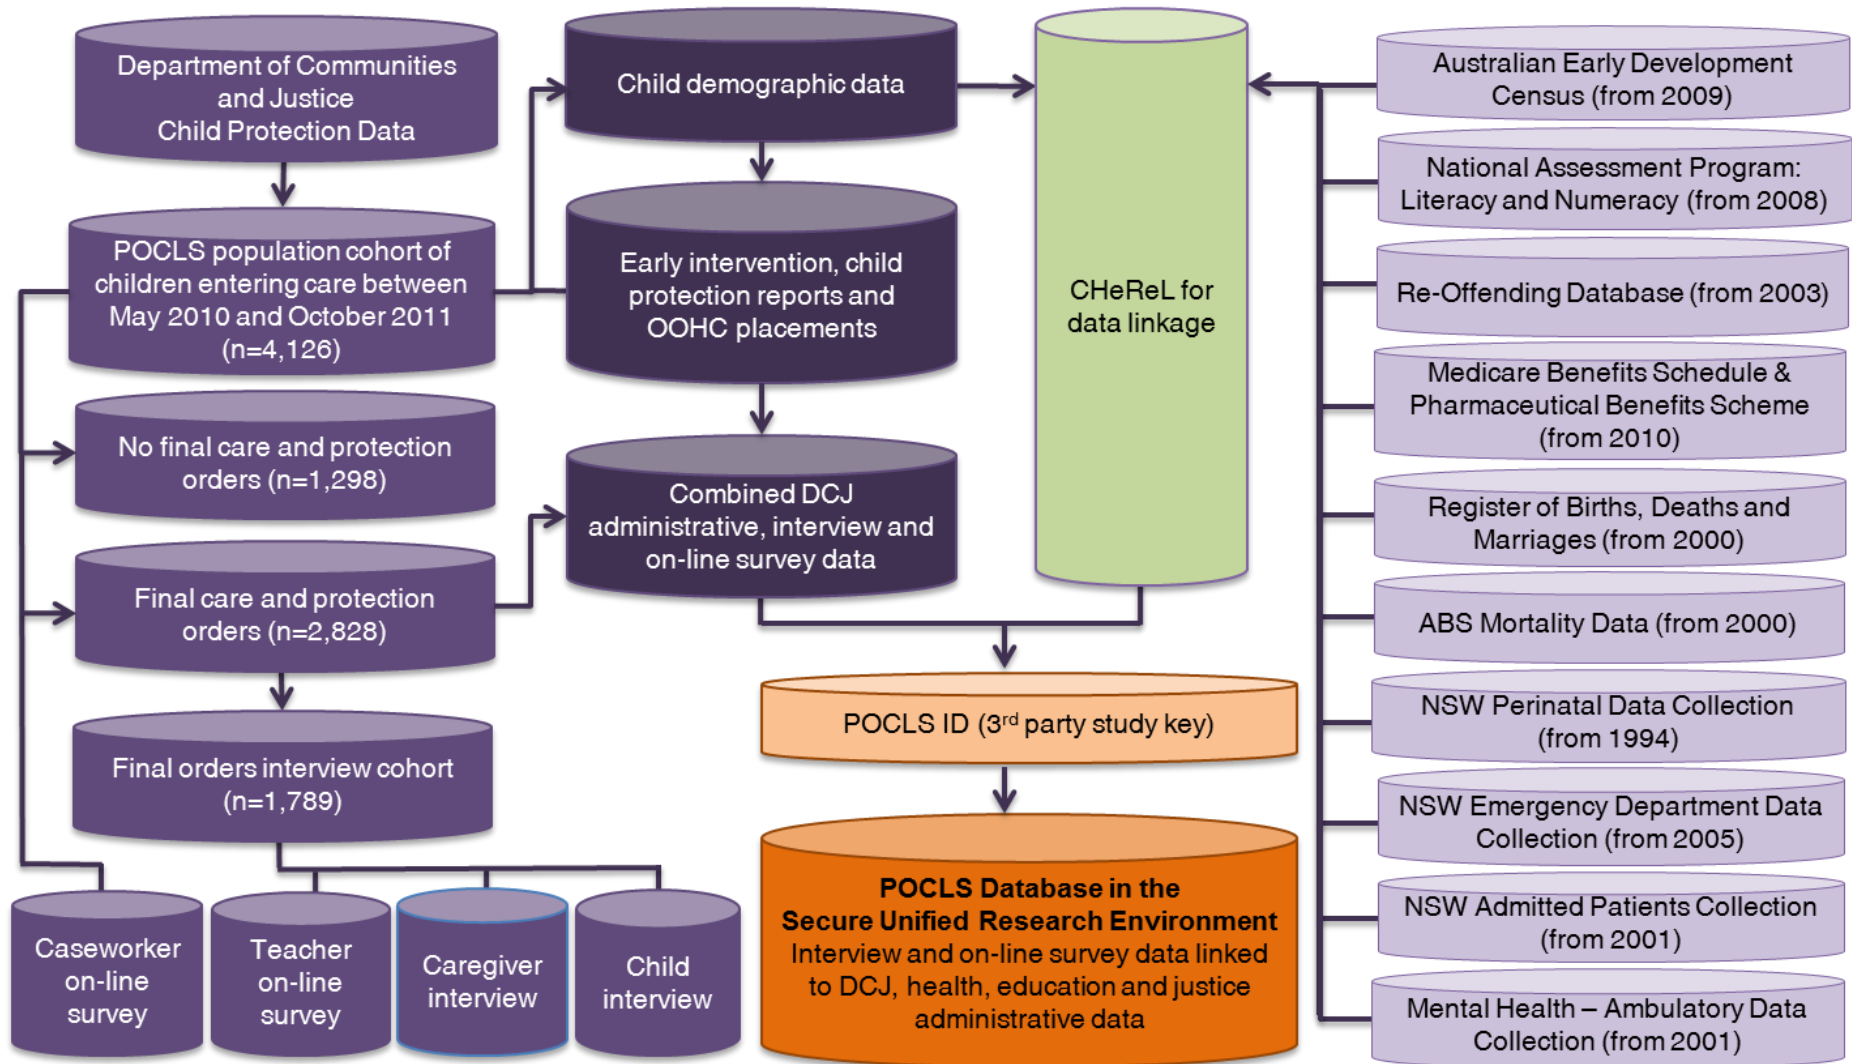 Department of Communities
and Justice
Child Protection Data
POCLS population cohort of
children entering care between
May 2010 and October 2011
(n=4,126)
No final care and protection
orders (n=1,298)
Final care and protection
orders (n=2,828)
Final orders interview cohort
(n=1,789)
Caseworker
on-line
survey
Teacher
on-line
survey
Caregiver
interview
Child
interview
Child demographic data
Early intervention, child
protection reports and
OOHC placements
Combined DCJ
administrative, interview and
on-line survey data
CHeReL for
data linkage
POCLS ID (3rd party study key)
POCLS Database in the
Secure Unified Research Environment
Interview and on-line survey data linked
to DCJ, health, education and justice
administrative data
Australian Early Development
Census (from 2009)
National Assessment Program:
Literacy and Numeracy (from 2008)
Re-Offending Database (from 2003)
Medicare Benefits Schedule &
Pharmaceutical Benefits Scheme
(from 2010)
Register of Births, Deaths and
Marriages (from 2000)
ABS Mortality Data (from 2000)
NSW Perinatal Data Collection
(from 1994)
NSW Emergency Department Data
Collection (from 2005)
NSW Admitted Patients Collection
(from 2001)
Mental Health – Ambulatory Data
Collection (from 2001)